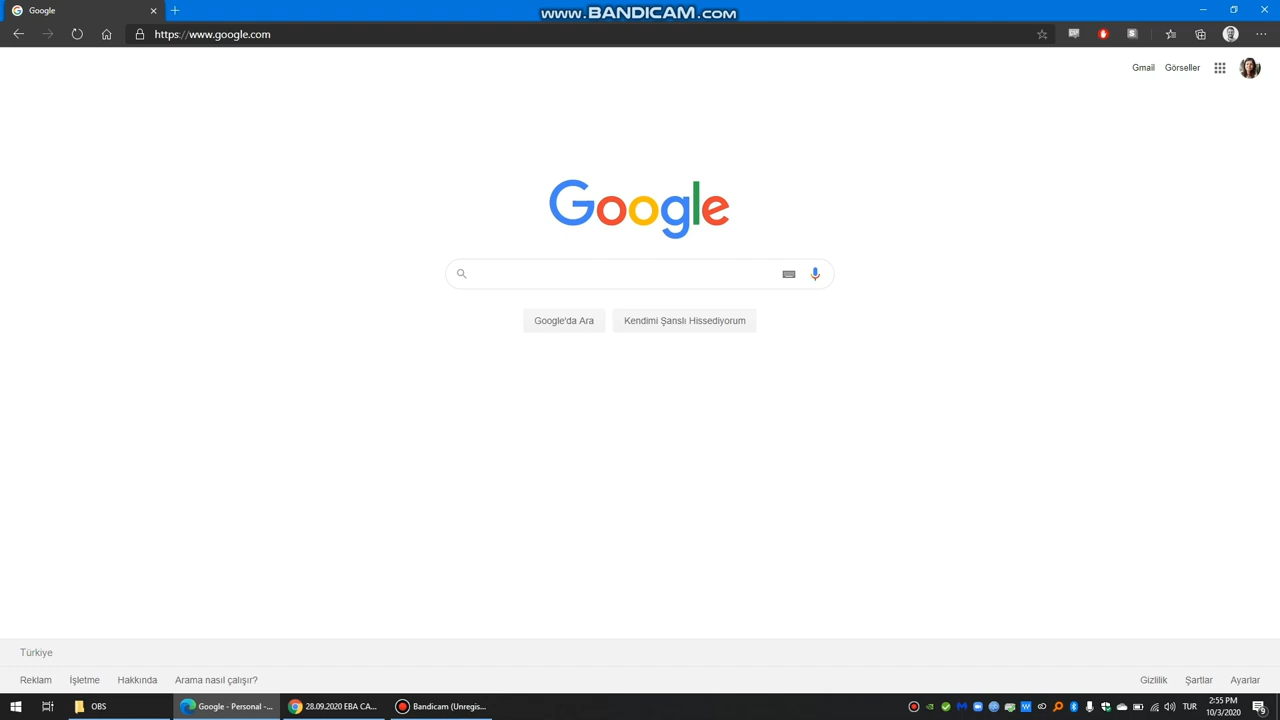 Google
www.BANDICAM.com
https://www.google.com
Gmail Görseller
Google
Google'da Ara Kendimi Şanslı Hissediyorum
Türkiye
Reklam İşletme Hakkında Arama nasıl çalışır? Gizlilik Şartlar Ayarlar
OBS Google - Personal -... 28.09.2020 EBA CA... Bandicam (Unregis... TUR 2:55 PM
10/3/2020